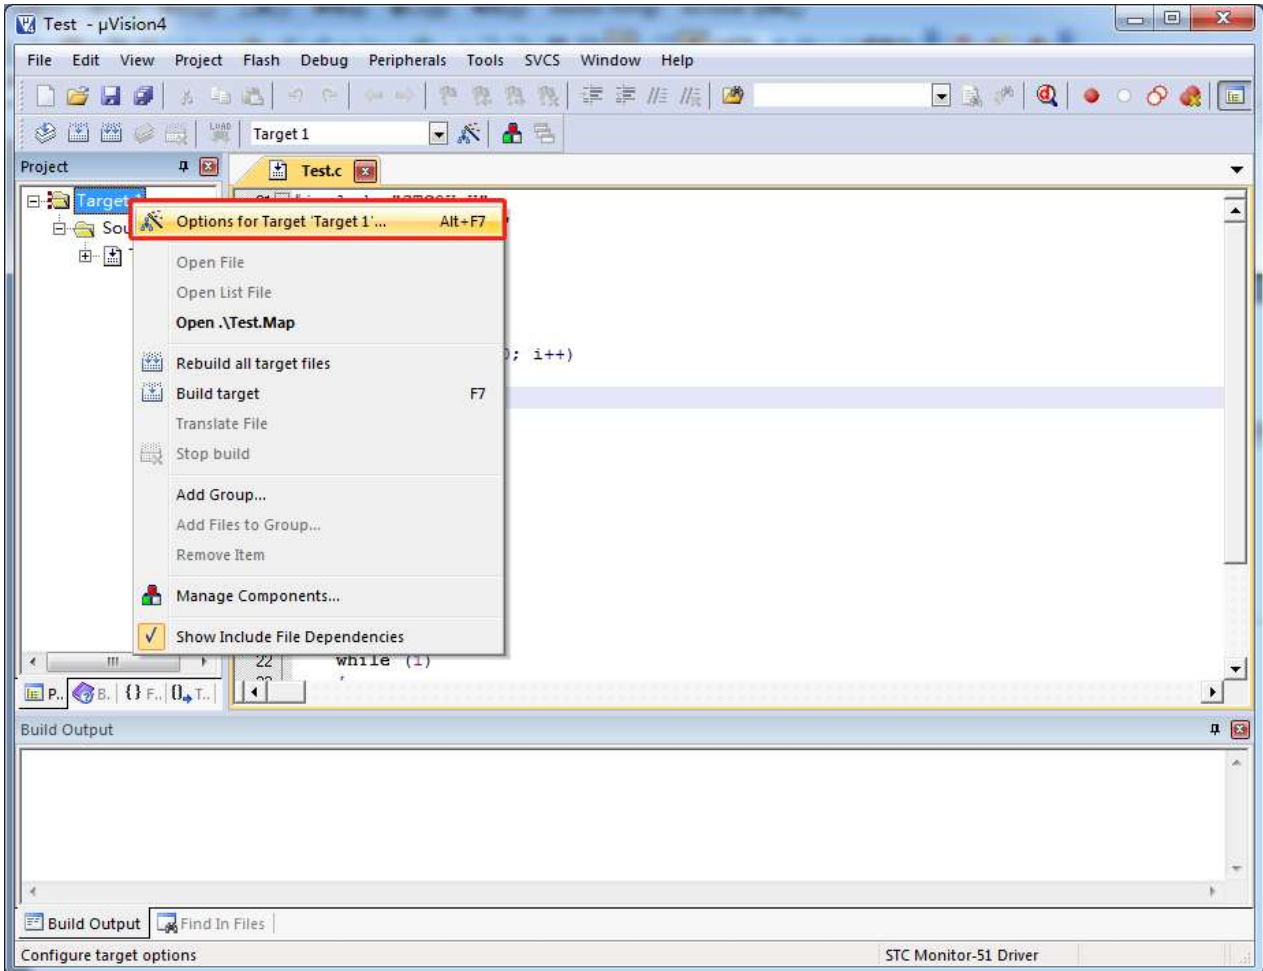 Test - µVision4
File Edit View Project Flash Debug Peripherals Tools SVCS Window Help
LOAD Target 1
Project
Test.c
Target
Options for Target 'Target 1'... Alt+F7
Sou
Open File
Open List File
Open .\Test.Map
; i++)
Rebuild all target files
Build target F7
Translate File
Stop build
Add Group...
Add Files to Group...
Remove Item
Manage Components...
Show Include File Dependencies
22 while (1)
P.. B. {} F.. 0 T..
Build Output
Build Output Find In Files
Configure target options STC Monitor-51 Driver